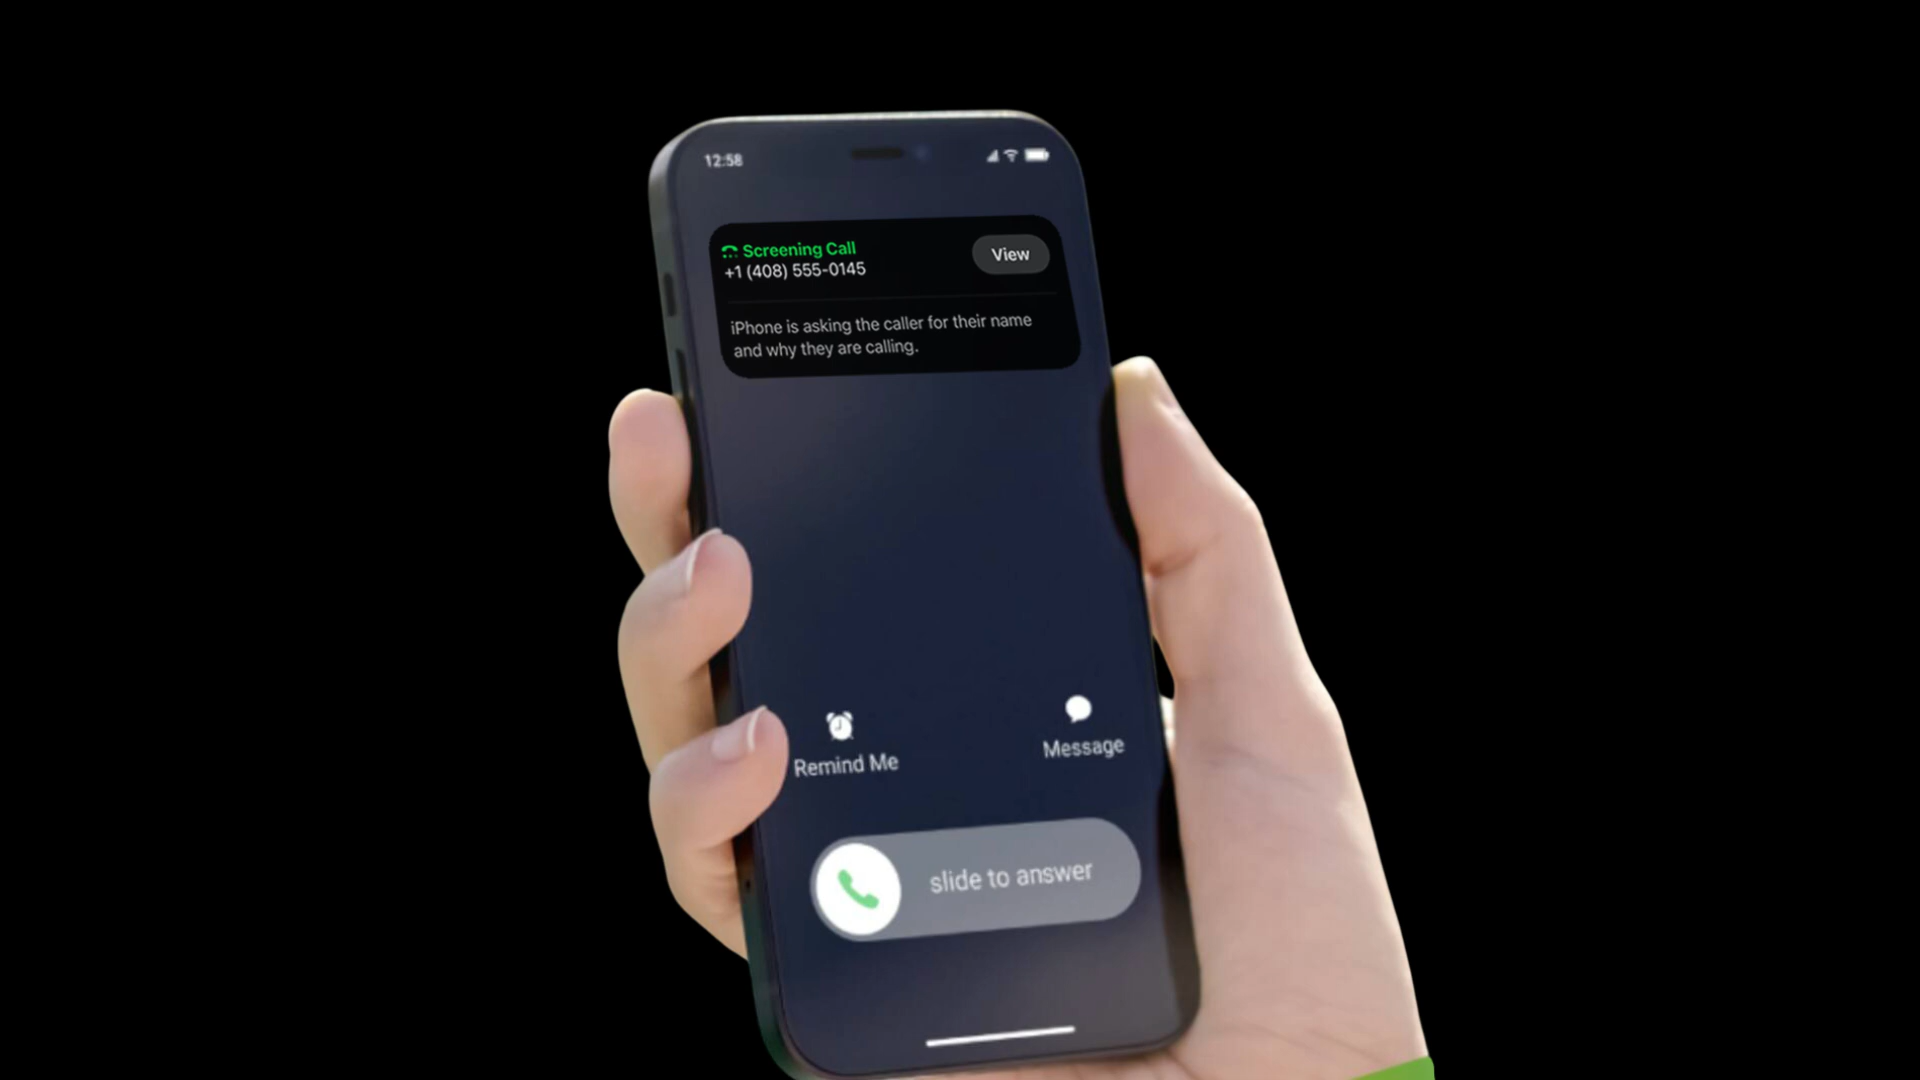 12:58
Screening Call
+1 (408) 555-0145
View
iPhone is asking the caller for their name
and why they are calling.
Remind Me
Message
slide to answer